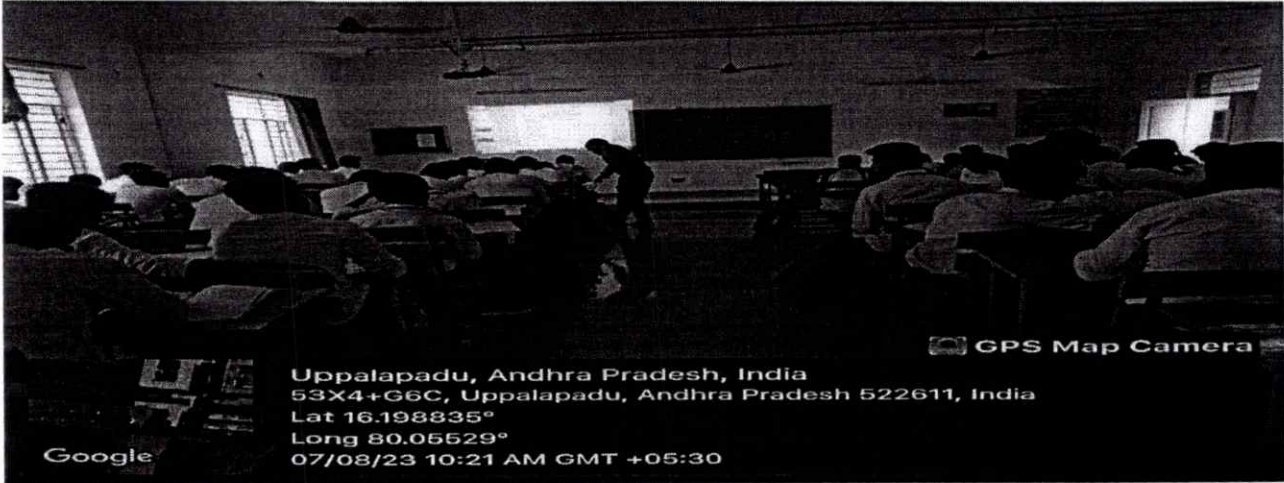 GPS Map Camera
Uppalapadu, Andhra Pradesh, India
53X4+G6C, Uppalapadu, Andhra Pradesh 522611, India
Lat 16.198835°
Long 80.05529°
07/08/23 10:21 AM GMT +05:30
Google